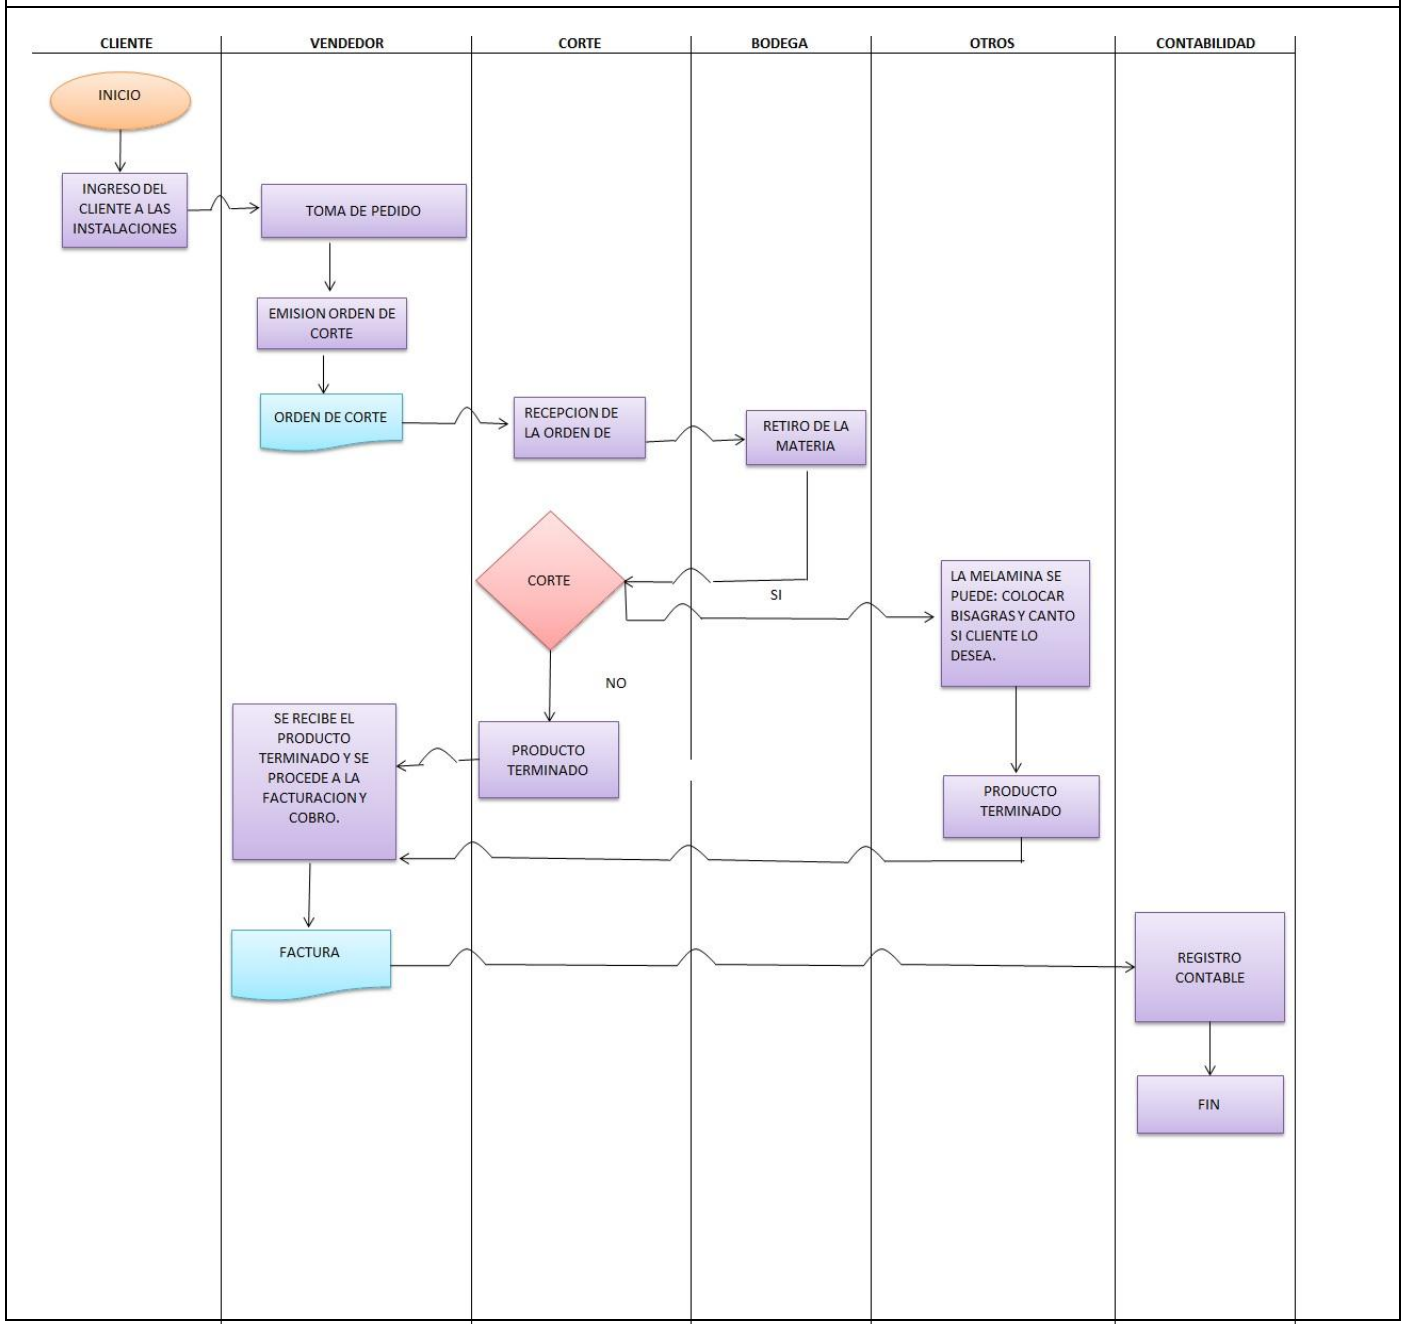 CLIENTE VENDEDOR CORTE BODEGA OTROS CONTABILIDAD
INICIO
INGRESO DEL
CLIENTE A LAS
INSTALACIONES
TOMA DE PEDIDO
EMISION ORDEN DE
CORTE
ORDEN DE CORTE
RECEPCION DE
LA ORDEN DE
RETIRO DE LA
MATERIA
CORTE
SI
LA MELAMINA SE
PUEDE: COLOCAR
BISAGRAS Y CANTO
SI CLIENTE LO
DESEA.
NO
SE RECIBE EL
PRODUCTO
TERMINADO Y SE
PROCEDE A LA
FACTURACION Y
COBRO.
PRODUCTO
TERMINADO
PRODUCTO
TERMINADO
FACTURA
REGISTRO
CONTABLE
FIN